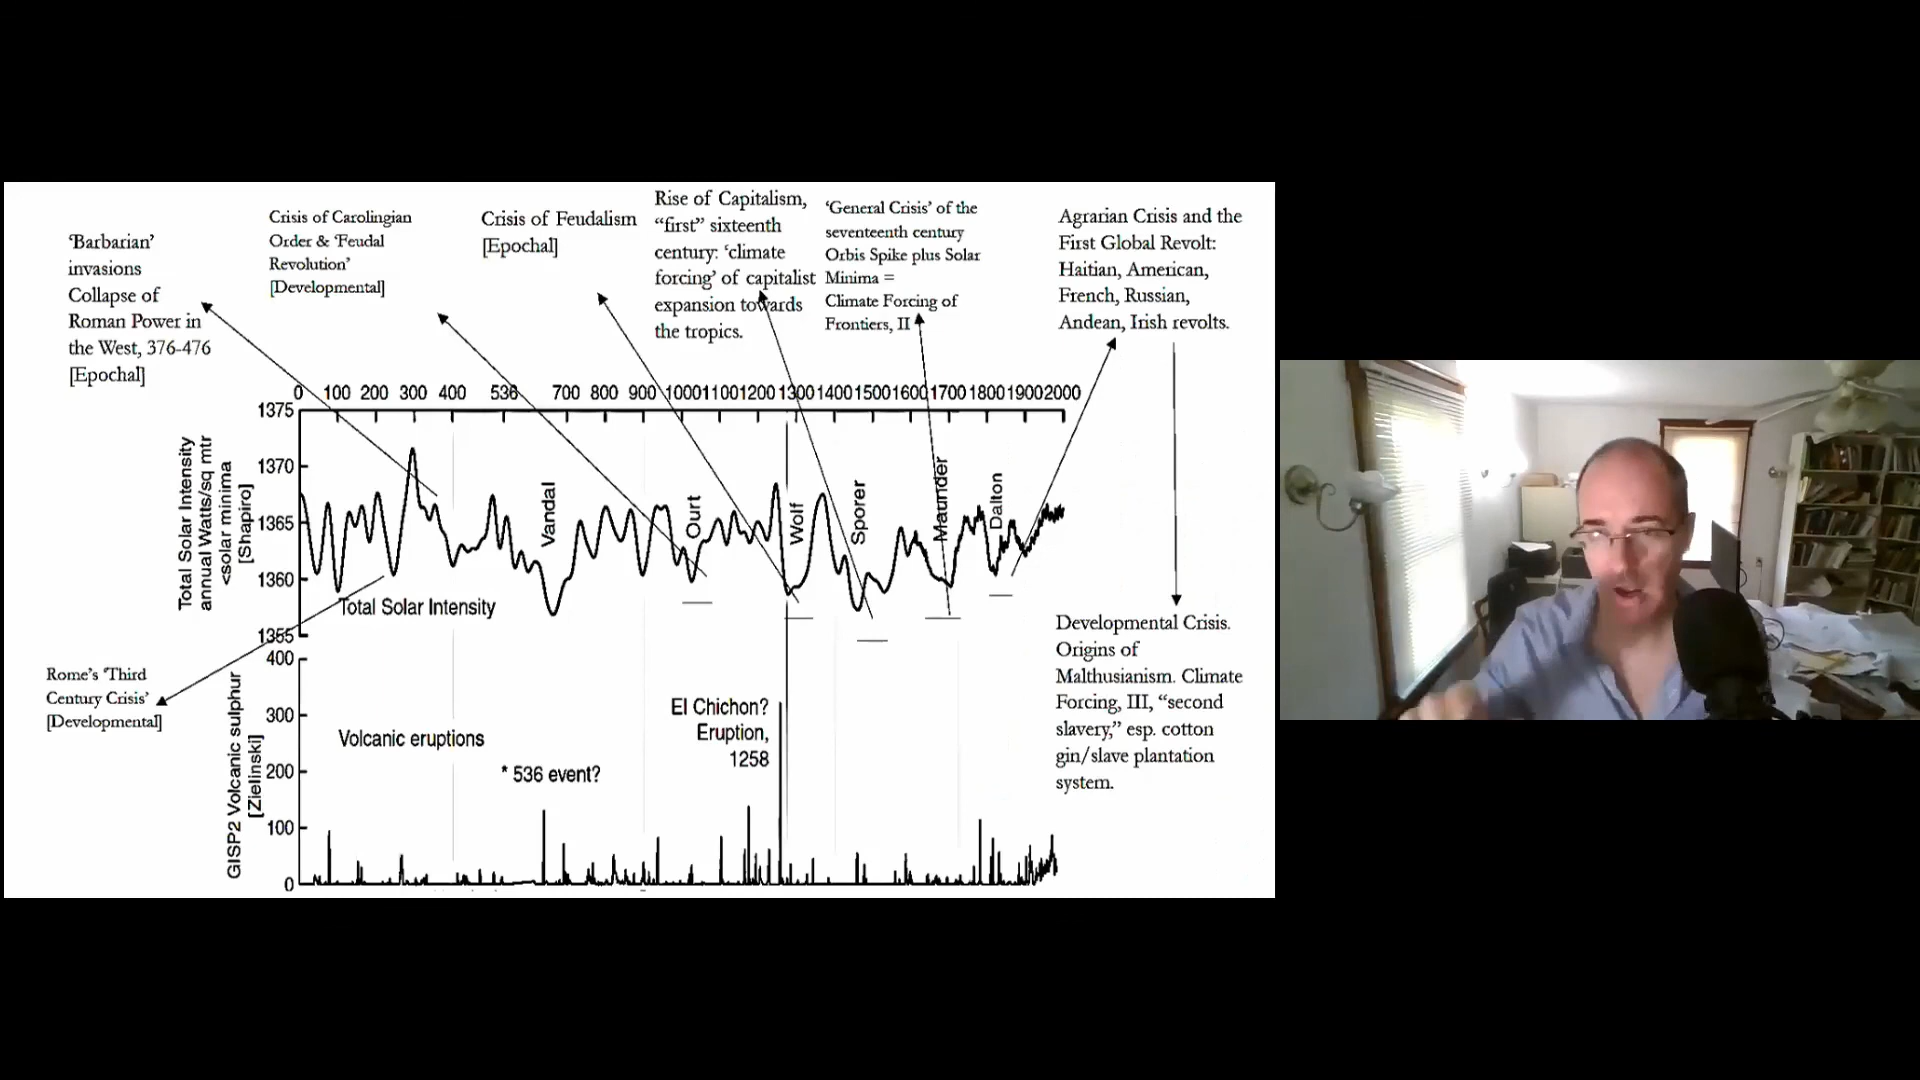 ‘Barbarian’
invasions
Collapse of
Roman Power in
the West, 376-476
[Epochal]
Crisis of Carolingian
Order & ‘Feudal
Revolution’
[Developmental]
Crisis of Feudalism
[Epochal]
Rise of Capitalism,
“first” sixteenth
century: ‘climate
forcing’ of capitalist
expansion towards
the tropics.
‘General Crisis’ of the
seventeenth century
Orbis Spike plus Solar
Minima =
Climate Forcing of
Frontiers, II
Agrarian Crisis and the
First Global Revolt:
Haitian, American,
French, Russian,
Andean, Irish revolts.
0 100 200 300 400 536 700 800 900 1000 1100 1200 1300 1400 1500 1600 1700 1800 1900 2000
1375
1370
1365
1360
1355
Total Solar Intensity
annual Watts/sq mtr
<solar minima
[Shapiro]
Vandal
Ourt
Wolf
Sporer
Maunder
Dalton
Total Solar Intensity
Rome’s ‘Third
Century Crisis’
[Developmental]
400
300
200
100
0
GISP2 Volcanic sulphur
[Zielinski]
Volcanic eruptions
* 536 event?
El Chichon?
Eruption,
1258
Developmental Crisis.
Origins of
Malthusianism. Climate
Forcing, III, “second
slavery,” esp. cotton
gin/slave plantation
system.